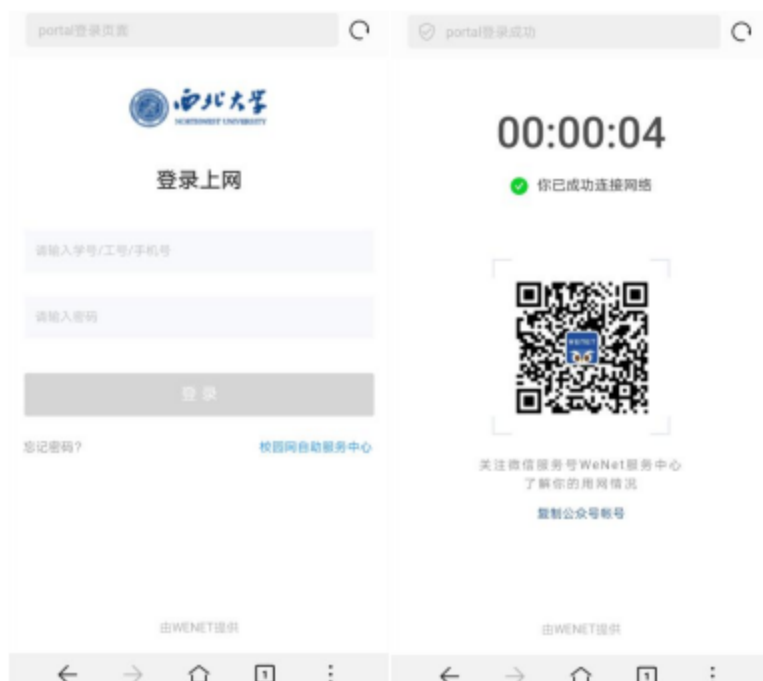 portal登录页面
西北大学
NORTHWEST UNIVERSITY
登录上网
请输入学号/工号/手机号
请输入密码
登录
忘记密码?
校园网自助服务中心
由WENET提供
1
portal登录成功
00:00:04
你已成功连接网络
WENET
关注微信服务号WeNet服务中心
了解你的用网情况
复制公众号帐号
由WENET提供
1